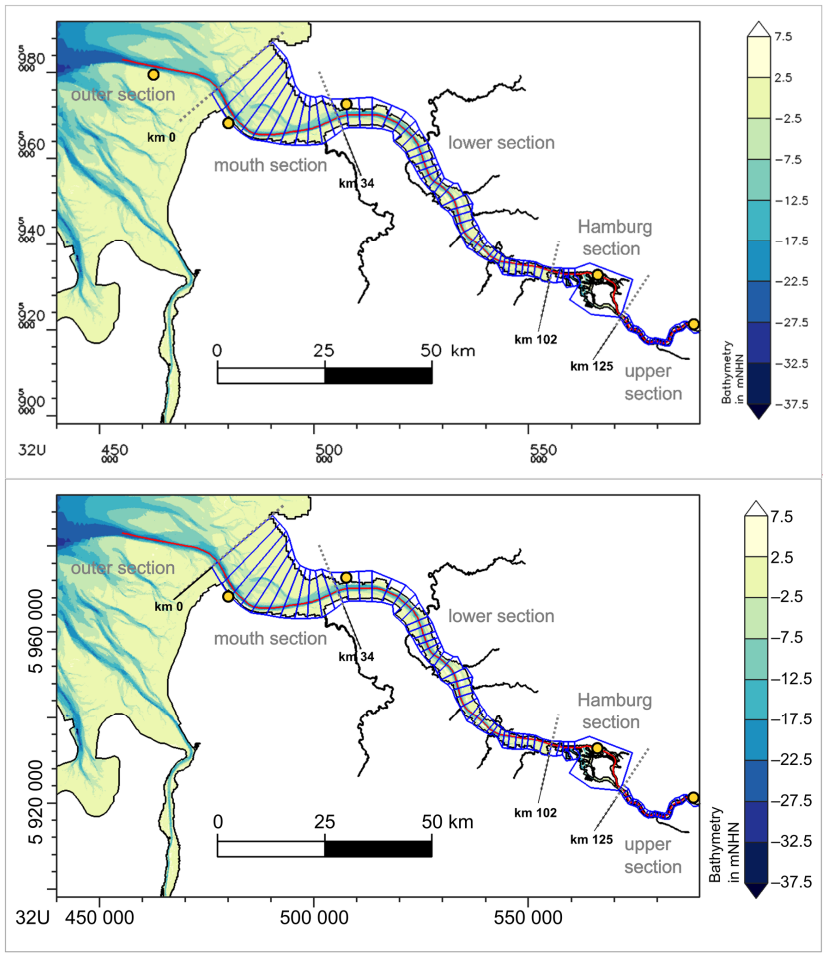 7.5
5
980
000
2.5
outer section
−2.5
km 0
−7.5
5
960
000
lower section
mouth section
km 34
−12.5
5
940
000
Hamburg
section
−17.5
−22.5
5
920
000
km 102
−27.5
0 25 50 km
km 125
upper
section
−32.5
Bathymetry
in mNHN
5
900
000
−37.5
32U
450
000
500
000
550
000
7.5
2.5
outer section
−2.5
km 0
5 960 000
lower section
−7.5
mouth section
km 34
−12.5
Hamburg
section
−17.5
−22.5
5 920 000
km 102
−27.5
0 25 50 km
km 125
upper
section
−32.5
Bathymetry
in mNHN
−37.5
32U 450 000 500 000 550 000